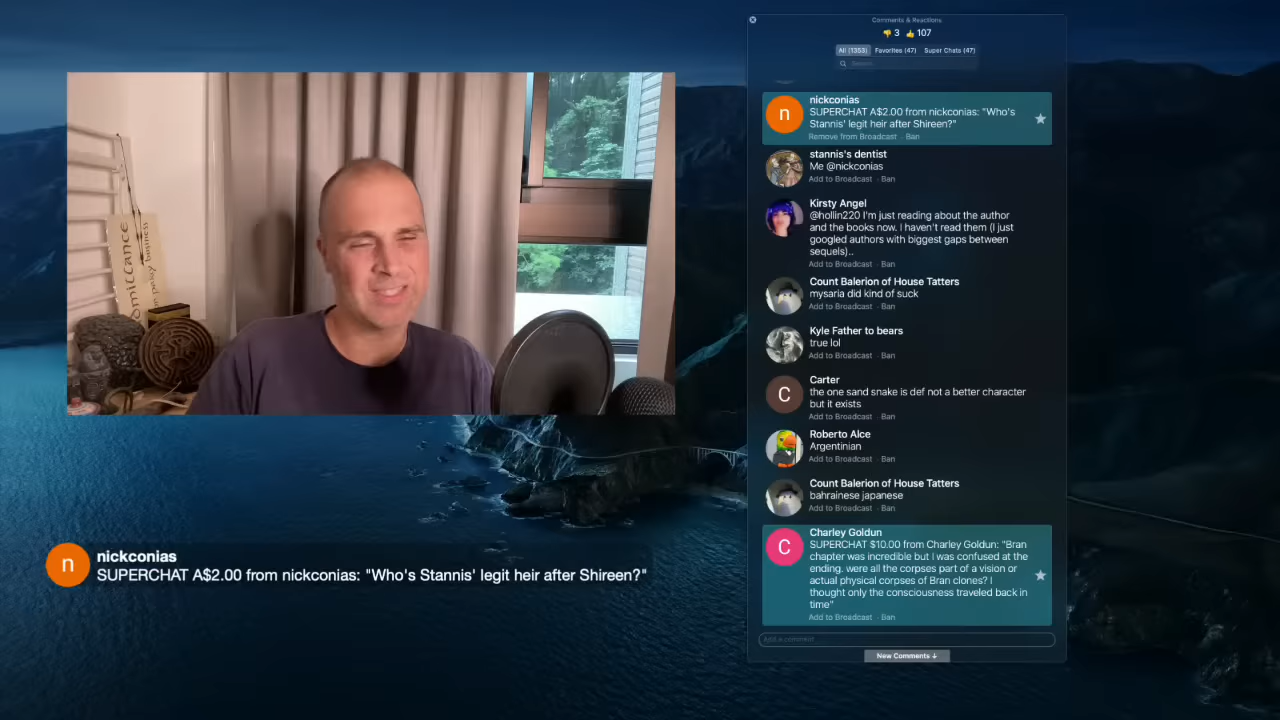 Comments & Reactions
👎 3 👍 107
All (1353) Favorites (47) Super Chats (47)
Search
nickconias
SUPERCHAT A$2.00 from nickconias: "Who's
Stannis' legit heir after Shireen?"
Remove from Broadcast · Ban
stannis's dentist
Me @nickconias
Add to Broadcast · Ban
Kirsty Angel
@hollin220 I'm just reading about the author
and the books now. I haven't read them (I just
googled authors with biggest gaps between
sequels)..
Add to Broadcast · Ban
Count Balerion of House Tatters
mysaria did kind of suck
Add to Broadcast · Ban
Kyle Father to bears
true lol
Add to Broadcast · Ban
Carter
the one sand snake is def not a better character
but it exists
Add to Broadcast · Ban
Roberto Alce
Argentinian
Add to Broadcast · Ban
Count Balerion of House Tatters
bahrainese japanese
Add to Broadcast · Ban
Charley Goldun
SUPERCHAT $10.00 from Charley Goldun: "Bran
chapter was incredible but I was confused at the
ending. were all the corpses part of a vision or
actual physical corpses of Bran clones? I
thought only the consciousness traveled back in
time"
Add to Broadcast · Ban
Add a comment
New Comments ↓
n
C
C
n
nickconias
SUPERCHAT A$2.00 from nickconias: "Who's Stannis' legit heir after Shireen?"